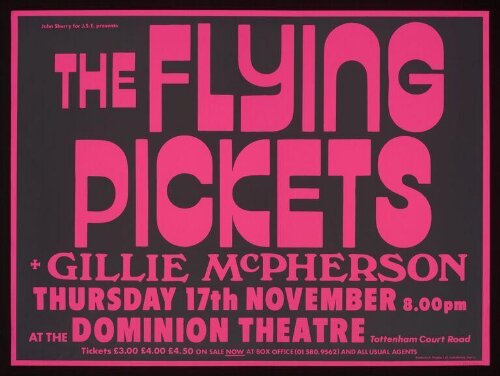 John Sherry for J.S.E. presents
THE FLYING
PICKETS
+ GILLIE McPHERSON
THURSDAY 17th NOVEMBER 8.00pm
AT THE DOMINION THEATRE Tottenham Court Road
Tickets £3.00 £4.00 £4.50 ON SALE NOW AT BOX OFFICE (01 580.9562) AND ALL USUAL AGENTS